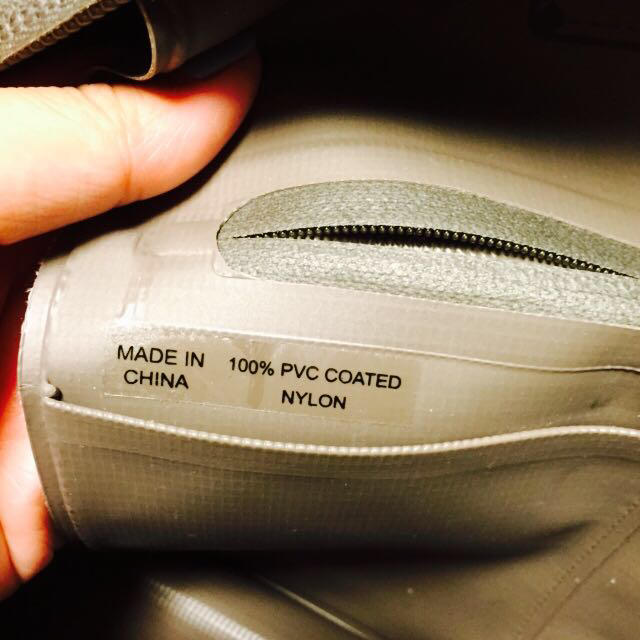 MADE IN
CHINA
100% PVC COATED
NYLON